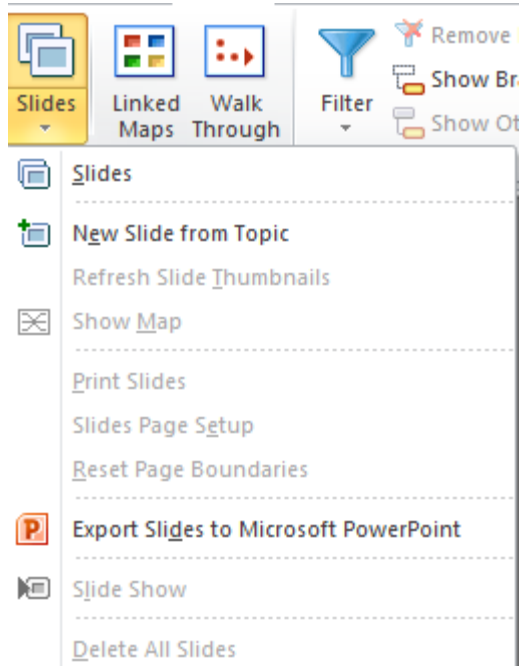 Remove
Show Bra
Slides
Linked Maps
Walk Through
Filter
Show Ot
Slides
New Slide from Topic
Refresh Slide Thumbnails
Show Map
Print Slides
Slides Page Setup
Reset Page Boundaries
Export Slides to Microsoft PowerPoint
Slide Show
Delete All Slides